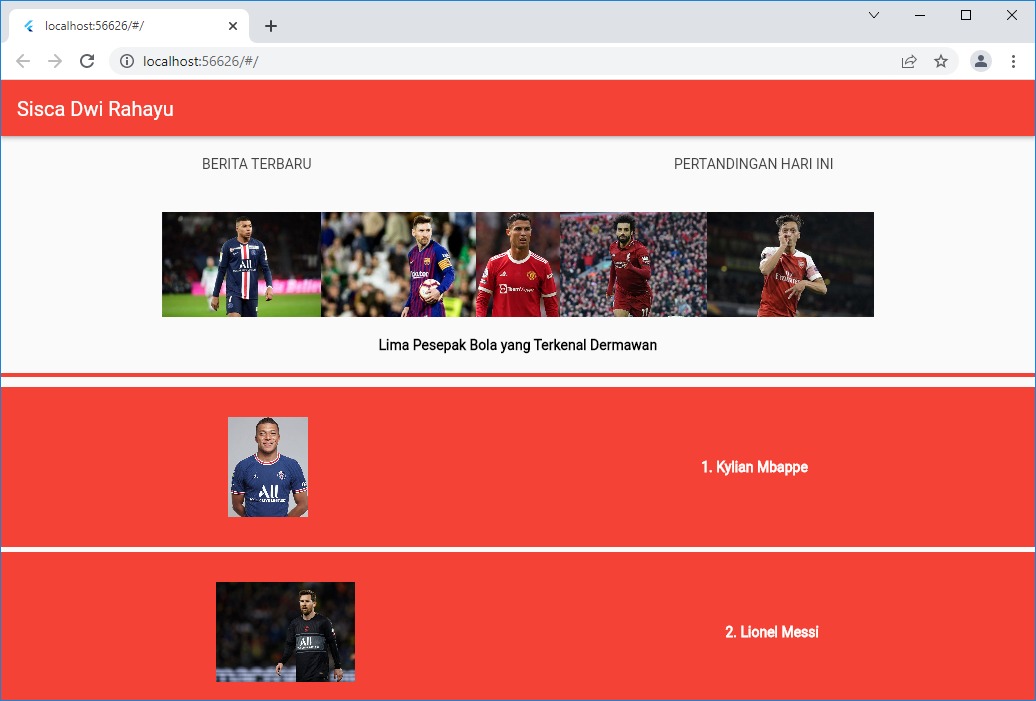 localhost:56626/#/
localhost:56626/#/
Sisca Dwi Rahayu
BERITA TERBARU
PERTANDINGAN HARI INI
Lima Pesepak Bola yang Terkenal Dermawan
1. Kylian Mbappe
2. Lionel Messi